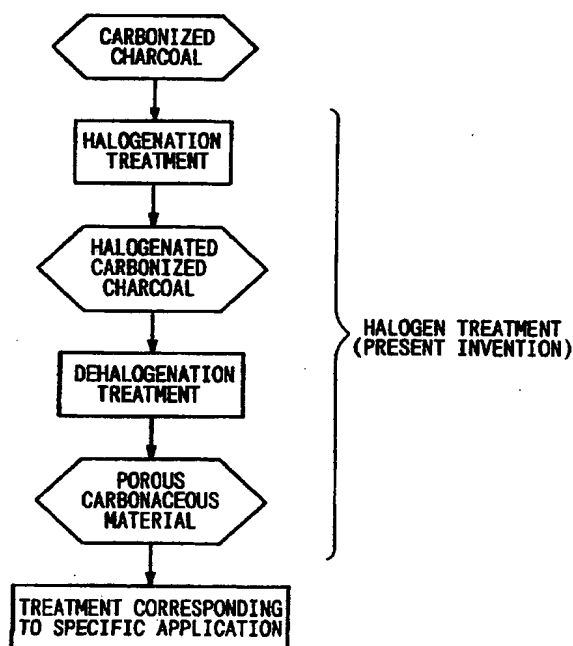 CARBONIZED
CHARCOAL
HALOGENATION
TREATMENT
HALOGENATED
CARBONIZED
CHARCOAL
DEHALOGENATION
TREATMENT
POROUS
CARBONACEOUS
MATERIAL
TREATMENT CORRESPONDING
TO SPECIFIC APPLICATION
HALOGEN TREATMENT
(PRESENT INVENTION)